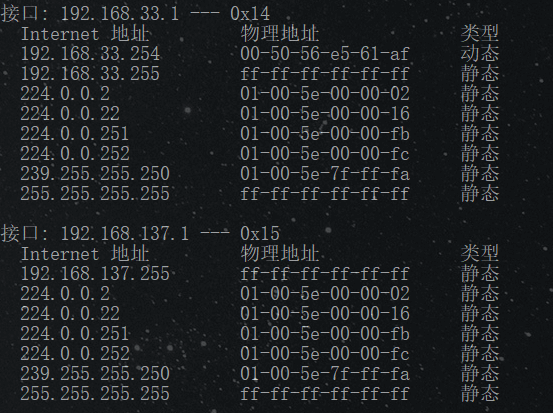 接口: 192.168.33.1 --- 0x14
Internet 地址 物理地址 类型
192.168.33.254 00-50-56-e5-61-af 动态
192.168.33.255 ff-ff-ff-ff-ff-ff 静态
224.0.0.2 01-00-5e-00-00-02 静态
224.0.0.22 01-00-5e-00-00-16 静态
224.0.0.251 01-00-5e-00-00-fb 静态
224.0.0.252 01-00-5e-00-00-fc 静态
239.255.255.250 01-00-5e-7f-ff-fa 静态
255.255.255.255 ff-ff-ff-ff-ff-ff 静态
接口: 192.168.137.1 --- 0x15
Internet 地址 物理地址 类型
192.168.137.255 ff-ff-ff-ff-ff-ff 静态
224.0.0.2 01-00-5e-00-00-02 静态
224.0.0.22 01-00-5e-00-00-16 静态
224.0.0.251 01-00-5e-00-00-fb 静态
224.0.0.252 01-00-5e-00-00-fc 静态
239.255.255.250 01-00-5e-7f-ff-fa 静态
255.255.255.255 ff-ff-ff-ff-ff-ff 静态